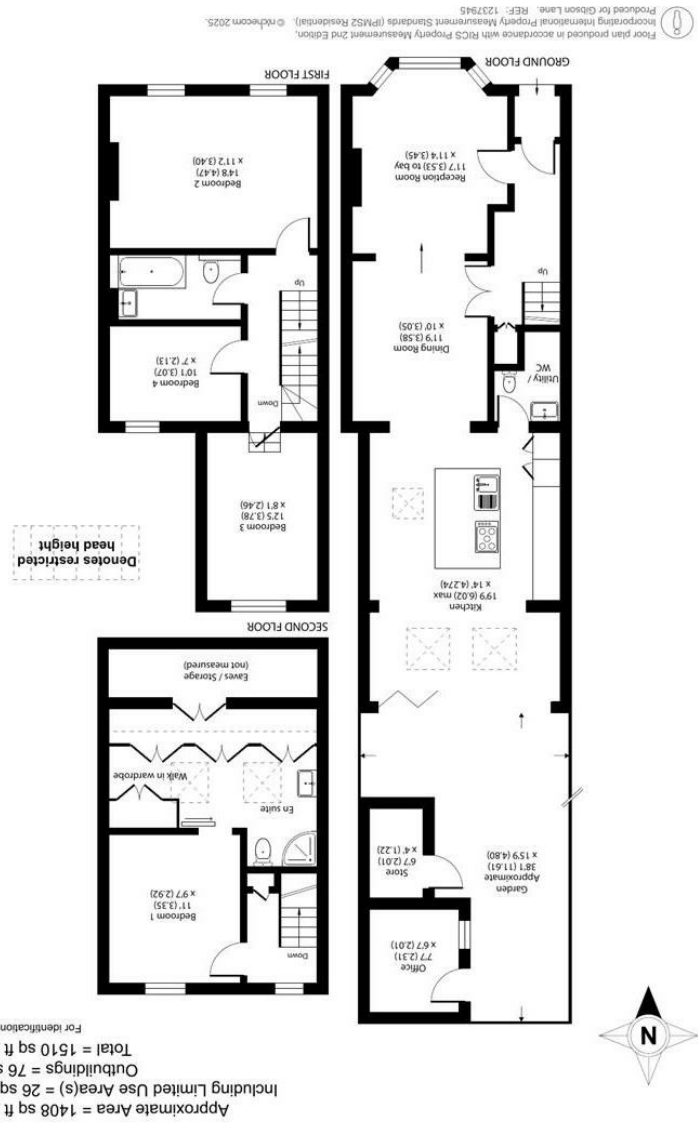 Approximate Area = 1408 sq ft
Including Limited Use Area(s) = 26 sq
Outbuildings = 76 s
Total = 1510 sq ft
For identification
N
Office
7'7 (2.31)
x 6'7 (2.01)
Store
6'7 (2.01)
x 4' (1.22)
Garden
Approximate
38'1 (11.61)
x 15'9 (4.80)
Kitchen
19'9 (6.02) max
x 14' (4.274)
Utility /
WC
Dining Room
11'9 (3.58)
x 10' (3.05)
Up
Reception Room
11'7 (3.53) to bay
x 11'4 (3.45)
GROUND FLOOR
Down
Bedroom 1
11' (3.35)
x 9'7 (2.92)
En suite
Walk in wardrobe
Eaves / Storage
(not measured)
SECOND FLOOR
Denotes restricted
head height
Bedroom 3
12'5 (3.78)
x 8'1 (2.46)
Down
Bedroom 4
10'1 (3.07)
x 7' (2.13)
Up
Bedroom 2
14'8 (4.47)
x 11'2 (3.40)
FIRST FLOOR
Floor plan produced in accordance with RICS Property Measurement 2nd Edition,
Incorporating International Property Measurement Standards (IPMS2 Residential). © nichecom 2025.
Produced for Gibson Lane. REF: 1237945